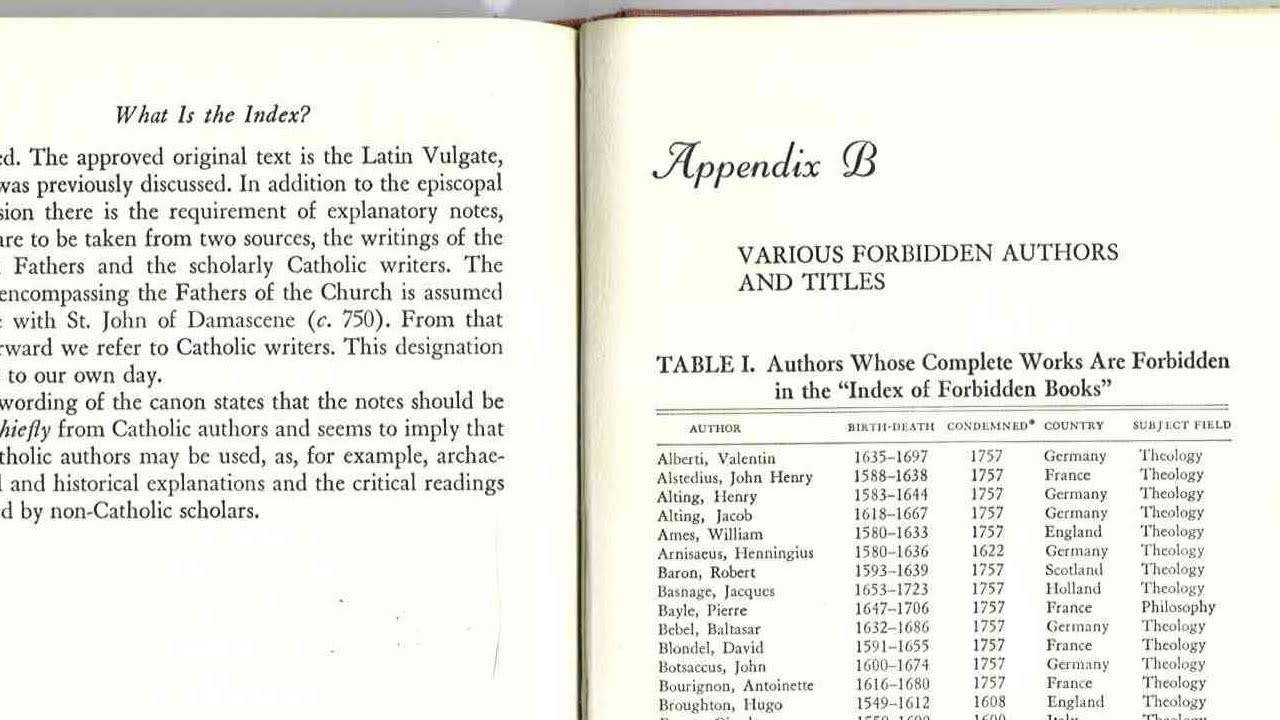 What Is the Index?
ed. The approved original text is the Latin Vulgate,
was previously discussed. In addition to the episcopal
sion there is the requirement of explanatory notes,
are to be taken from two sources, the writings of the
Fathers and the scholarly Catholic writers. The
encompassing the Fathers of the Church is assumed
with St. John of Damascene (c. 750). From that
rward we refer to Catholic writers. This designation
to our own day.
wording of the canon states that the notes should be
hiefly from Catholic authors and seems to imply that
tholic authors may be used, as, for example, archae-
l and historical explanations and the critical readings
d by non-Catholic scholars.
Appendix B
VARIOUS FORBIDDEN AUTHORS
AND TITLES
TABLE I. Authors Whose Complete Works Are Forbidden
in the “Index of Forbidden Books”
AUTHOR BIRTH-DEATH CONDEMNED* COUNTRY SUBJECT FIELD
Alberti, Valentin 1635–1697 1757 Germany Theology
Alstedius, John Henry 1588–1638 1757 France Theology
Alting, Henry 1583–1644 1757 Germany Theology
Alting, Jacob 1618–1667 1757 Germany Theology
Ames, William 1580–1633 1757 England Theology
Arnisaeus, Henningius 1580–1636 1622 Germany Theology
Baron, Robert 1593–1639 1757 Scotland Theology
Basnage, Jacques 1653–1723 1757 Holland Theology
Bayle, Pierre 1647–1706 1757 France Philosophy
Bebel, Baltasar 1632–1686 1757 Germany Theology
Blondel, David 1591–1655 1757 France Theology
Botsaccus, John 1600–1674 1757 Germany Theology
Bourignon, Antoinette 1616–1680 1757 France Theology
Broughton, Hugo 1549–1612 1608 England Theology